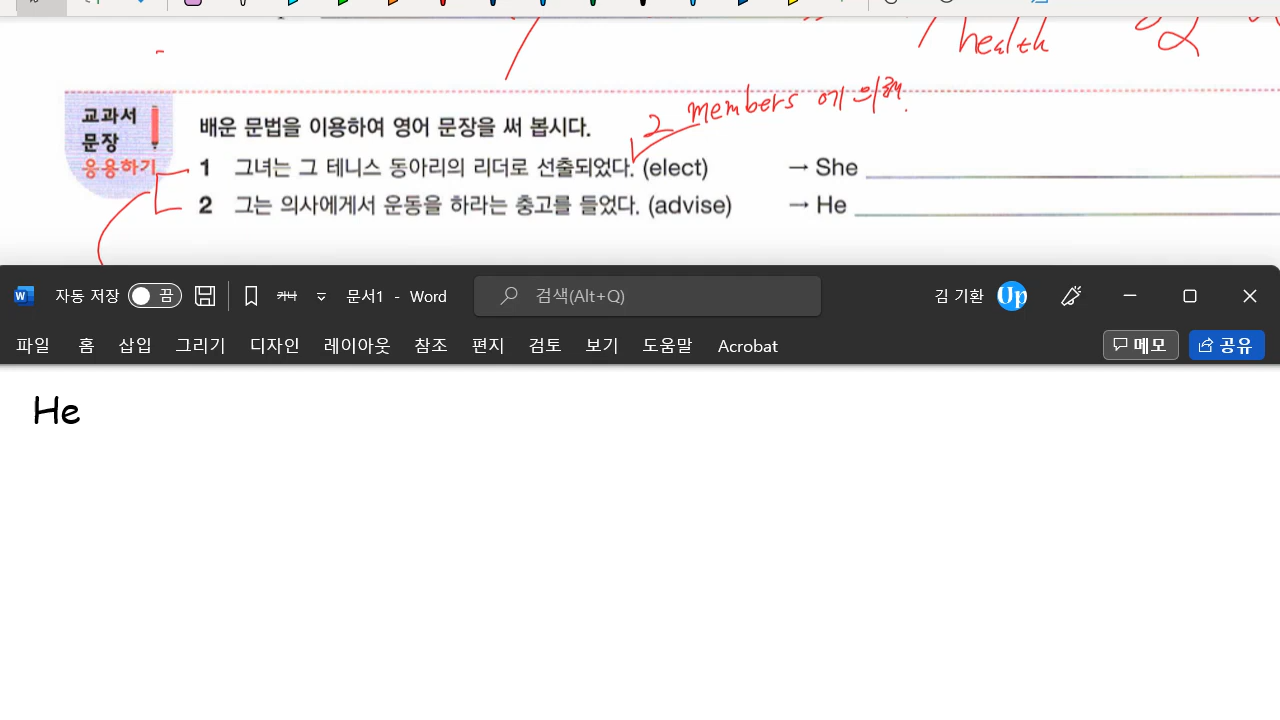 health
2 members 에 의해.
교과서
문장
응용하기
배운 문법을 이용하여 영어 문장을 써 봅시다.
1 그녀는 그 테니스 동아리의 리더로 선출되었다. (elect) → She
2 그는 의사에게서 운동을 하라는 충고를 들었다. (advise) → He
자동 저장 끔 가나 문서1 - Word 검색(Alt+Q) 김 기환 Up
파일 홈 삽입 그리기 디자인 레이아웃 참조 편지 검토 보기 도움말 Acrobat 메모 공유
He